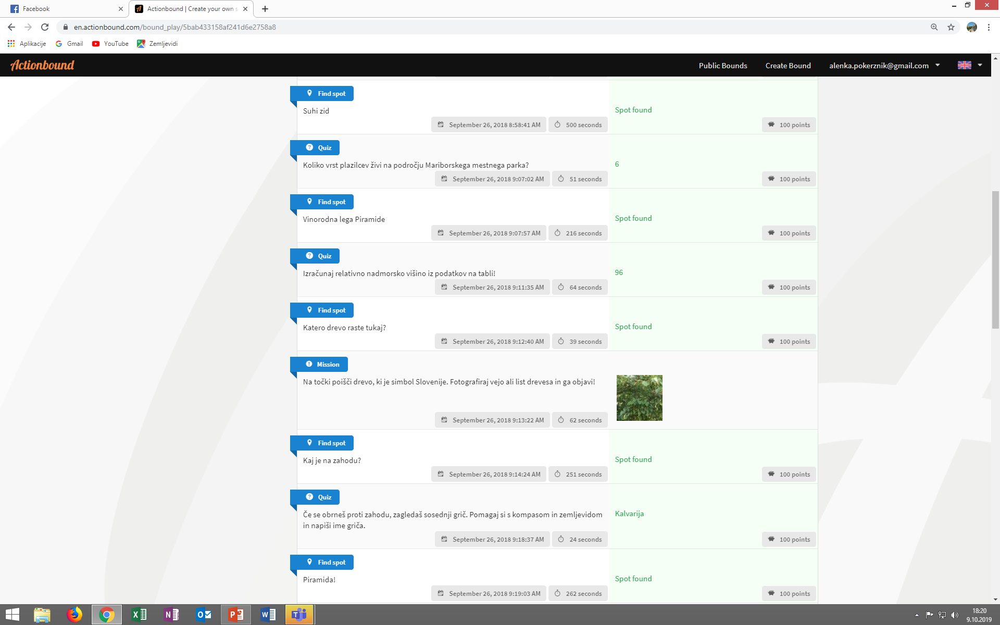 Facebook
Actionbound | Create your own s
en.actionbound.com/bound_play/5bab433158af241d6e2758a8
Aplikacije
Gmail
YouTube
Zemljevidi
Actionbound
Public Bounds
Create Bound
alenka.pokerznik@gmail.com
Find spot
Suhi zid
Spot found
September 26, 2018 8:58:41 AM
500 seconds
100 points
Quiz
Koliko vrst plazilcev živi na področju Mariborskega mestnega parka?
6
September 26, 2018 9:07:02 AM
51 seconds
100 points
Find spot
Vinorodna lega Piramide
Spot found
September 26, 2018 9:07:57 AM
216 seconds
100 points
Quiz
Izračunaj relativno nadmorsko višino iz podatkov na tabli!
96
September 26, 2018 9:11:35 AM
64 seconds
100 points
Find spot
Katero drevo raste tukaj?
Spot found
September 26, 2018 9:12:40 AM
39 seconds
100 points
Mission
Na točki poišči drevo, ki je simbol Slovenije. Fotografiraj vejo ali list drevesa in ga objavi!
September 26, 2018 9:13:22 AM
62 seconds
Find spot
Kaj je na zahodu?
Spot found
September 26, 2018 9:14:24 AM
251 seconds
100 points
Quiz
Če se obrneš proti zahodu, zagledaš sosednji grič. Pomagaj si s kompasom in zemljevidom
in napiši ime griča.
Kalvarija
September 26, 2018 9:18:37 AM
24 seconds
100 points
Find spot
Piramida!
Spot found
September 26, 2018 9:19:03 AM
262 seconds
100 points
18:20
9.10.2019